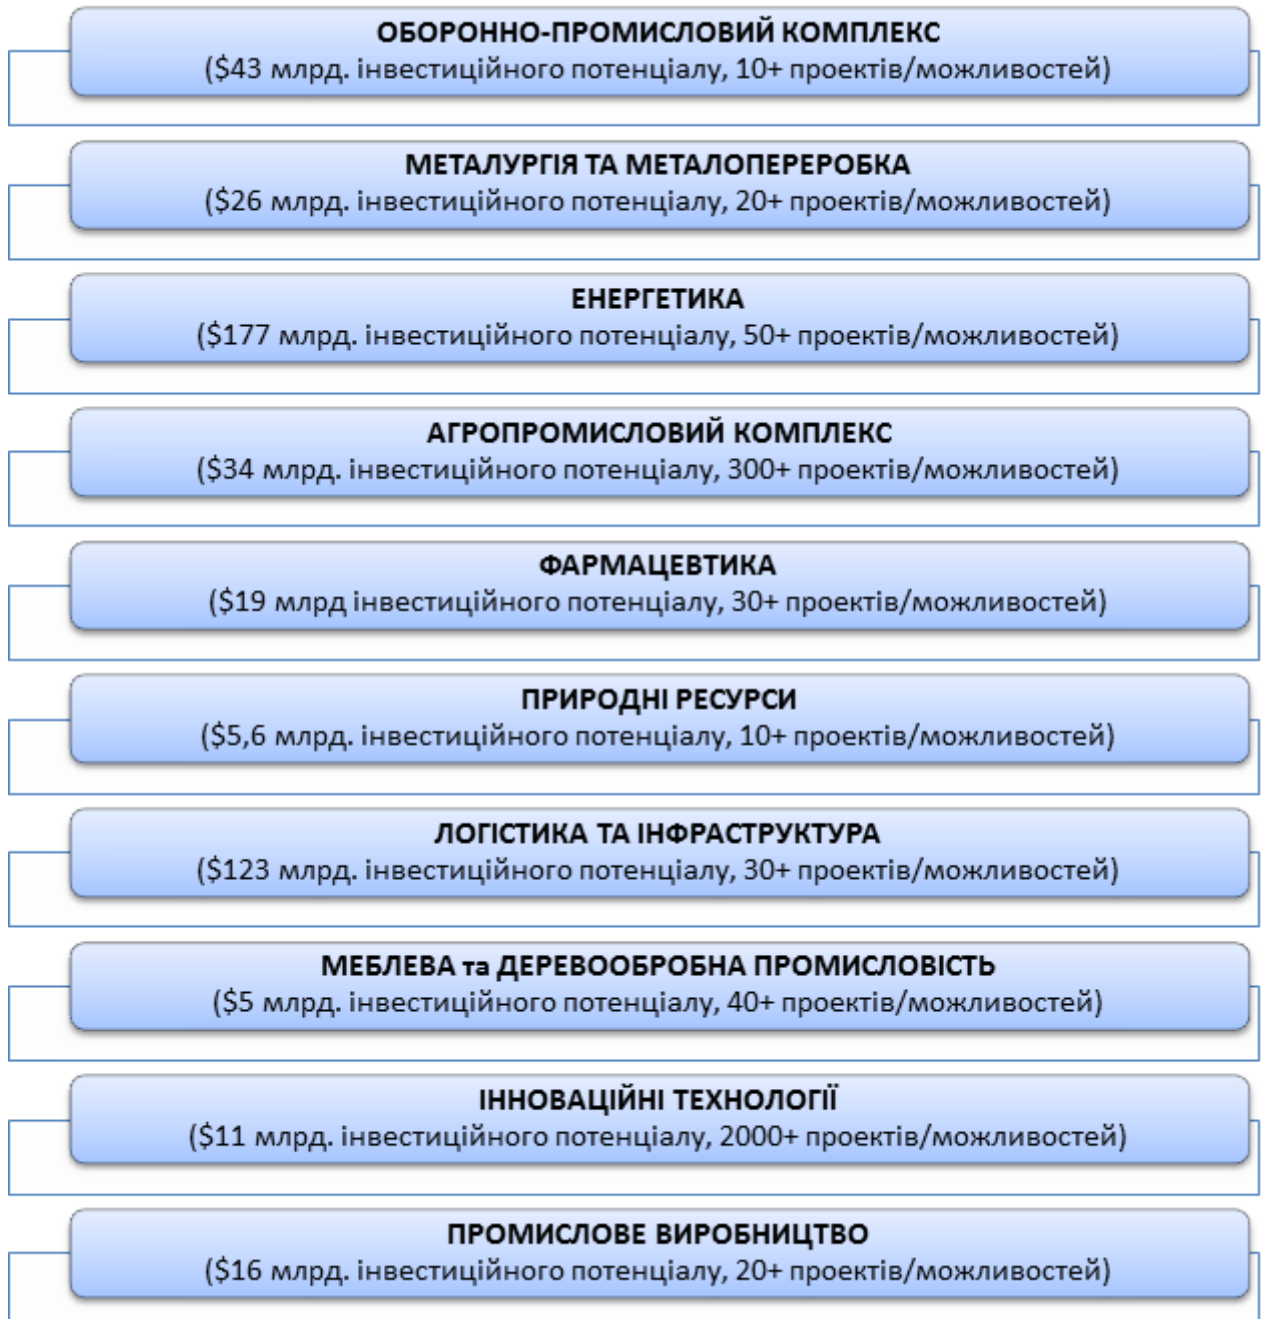 ОБОРОННО-ПРОМИСЛОВИЙ КОМПЛЕКС
($43 млрд. інвестиційного потенціалу, 10+ проектів/можливостей)
МЕТАЛУРГІЯ ТА МЕТАЛОПЕРЕРОБКА
($26 млрд. інвестиційного потенціалу, 20+ проектів/можливостей)
ЕНЕРГЕТИКА
($177 млрд. інвестиційного потенціалу, 50+ проектів/можливостей)
АГРОПРОМИСЛОВИЙ КОМПЛЕКС
($34 млрд. інвестиційного потенціалу, 300+ проектів/можливостей)
ФАРМАЦЕВТИКА
($19 млрд інвестиційного потенціалу, 30+ проектів/можливостей)
ПРИРОДНІ РЕСУРСИ
($5,6 млрд. інвестиційного потенціалу, 10+ проектів/можливостей)
ЛОГІСТИКА ТА ІНФРАСТРУКТУРА
($123 млрд. інвестиційного потенціалу, 30+ проектів/можливостей)
МЕБЛЕВА та ДЕРЕВООБРОБНА ПРОМИСЛОВІСТЬ
($5 млрд. інвестиційного потенціалу, 40+ проектів/можливостей)
ІННОВАЦІЙНІ ТЕХНОЛОГІЇ
($11 млрд. інвестиційного потенціалу, 2000+ проектів/можливостей)
ПРОМИСЛОВЕ ВИРОБНИЦТВО
($16 млрд. інвестиційного потенціалу, 20+ проектів/можливостей)